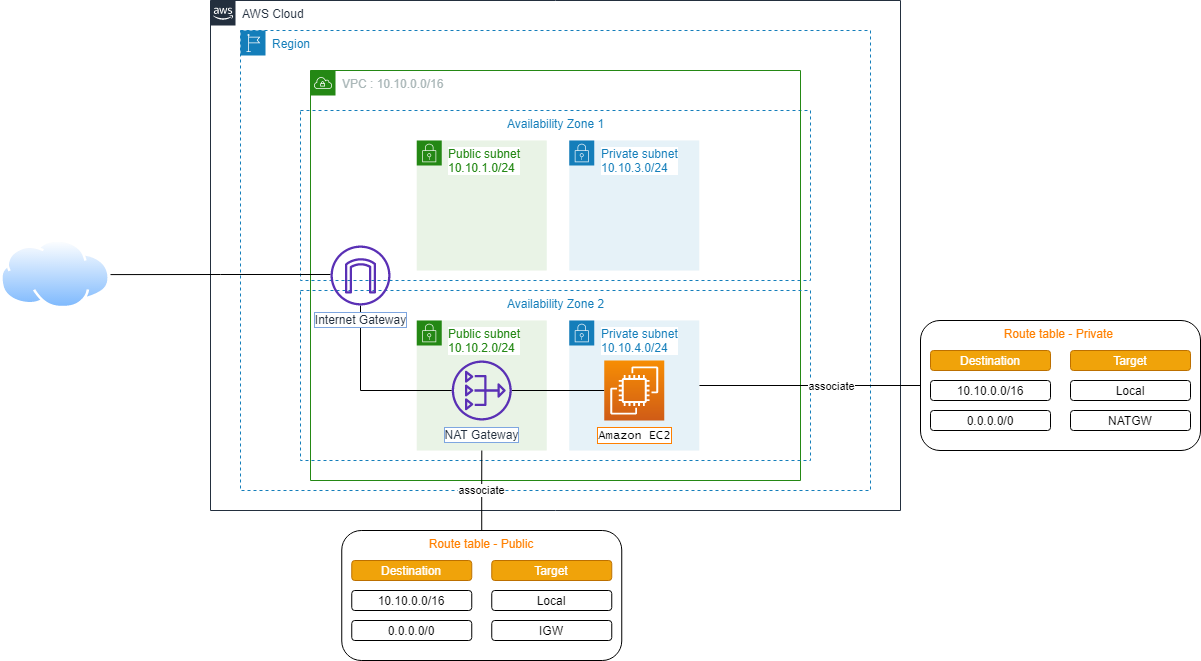 aws
AWS Cloud
Region
VPC : 10.10.0.0/16
Availability Zone 1
Public subnet
10.10.1.0/24
Private subnet
10.10.3.0/24
Internet Gateway
Availability Zone 2
Public subnet
10.10.2.0/24
Private subnet
10.10.4.0/24
NAT Gateway
Amazon EC2
associate
Route table - Private
Destination
Target
10.10.0.0/16
Local
0.0.0.0/0
NATGW
associate
Route table - Public
Destination
Target
10.10.0.0/16
Local
0.0.0.0/0
IGW